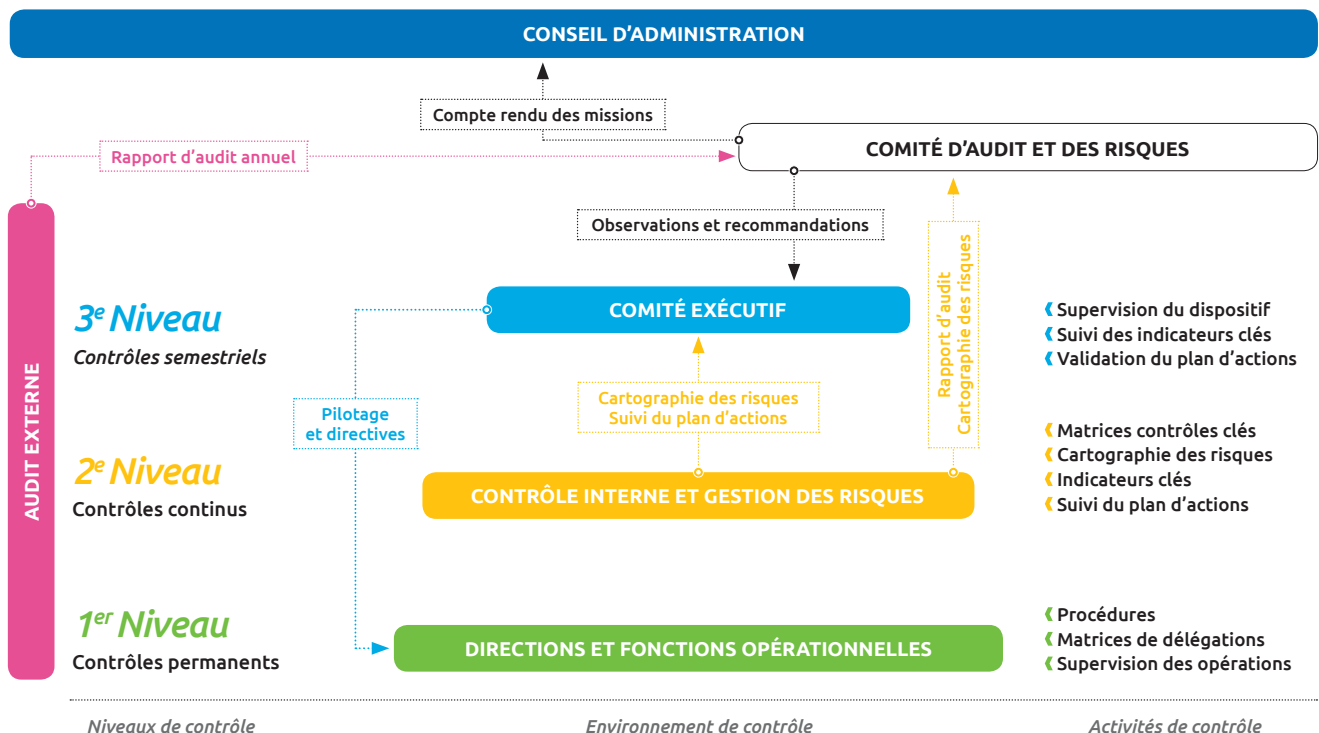 CONSEIL D’ADMINISTRATION
Compte rendu des missions
Rapport d’audit annuel
COMITÉ D’AUDIT ET DES RISQUES
Observations et recommandations
Rapport d’audit
Cartographie des risques
AUDIT EXTERNE
3e Niveau
Contrôles semestriels
COMITÉ EXÉCUTIF
Supervision du dispositif
Suivi des indicateurs clés
Validation du plan d’actions
Pilotage
et directives
Cartographie des risques
Suivi du plan d’actions
2e Niveau
Contrôles continus
CONTRÔLE INTERNE ET GESTION DES RISQUES
Matrices contrôles clés
Cartographie des risques
Indicateurs clés
Suivi du plan d’actions
1er Niveau
Contrôles permanents
DIRECTIONS ET FONCTIONS OPÉRATIONNELLES
Procédures
Matrices de délégations
Supervision des opérations
Niveaux de contrôle
Environnement de contrôle
Activités de contrôle